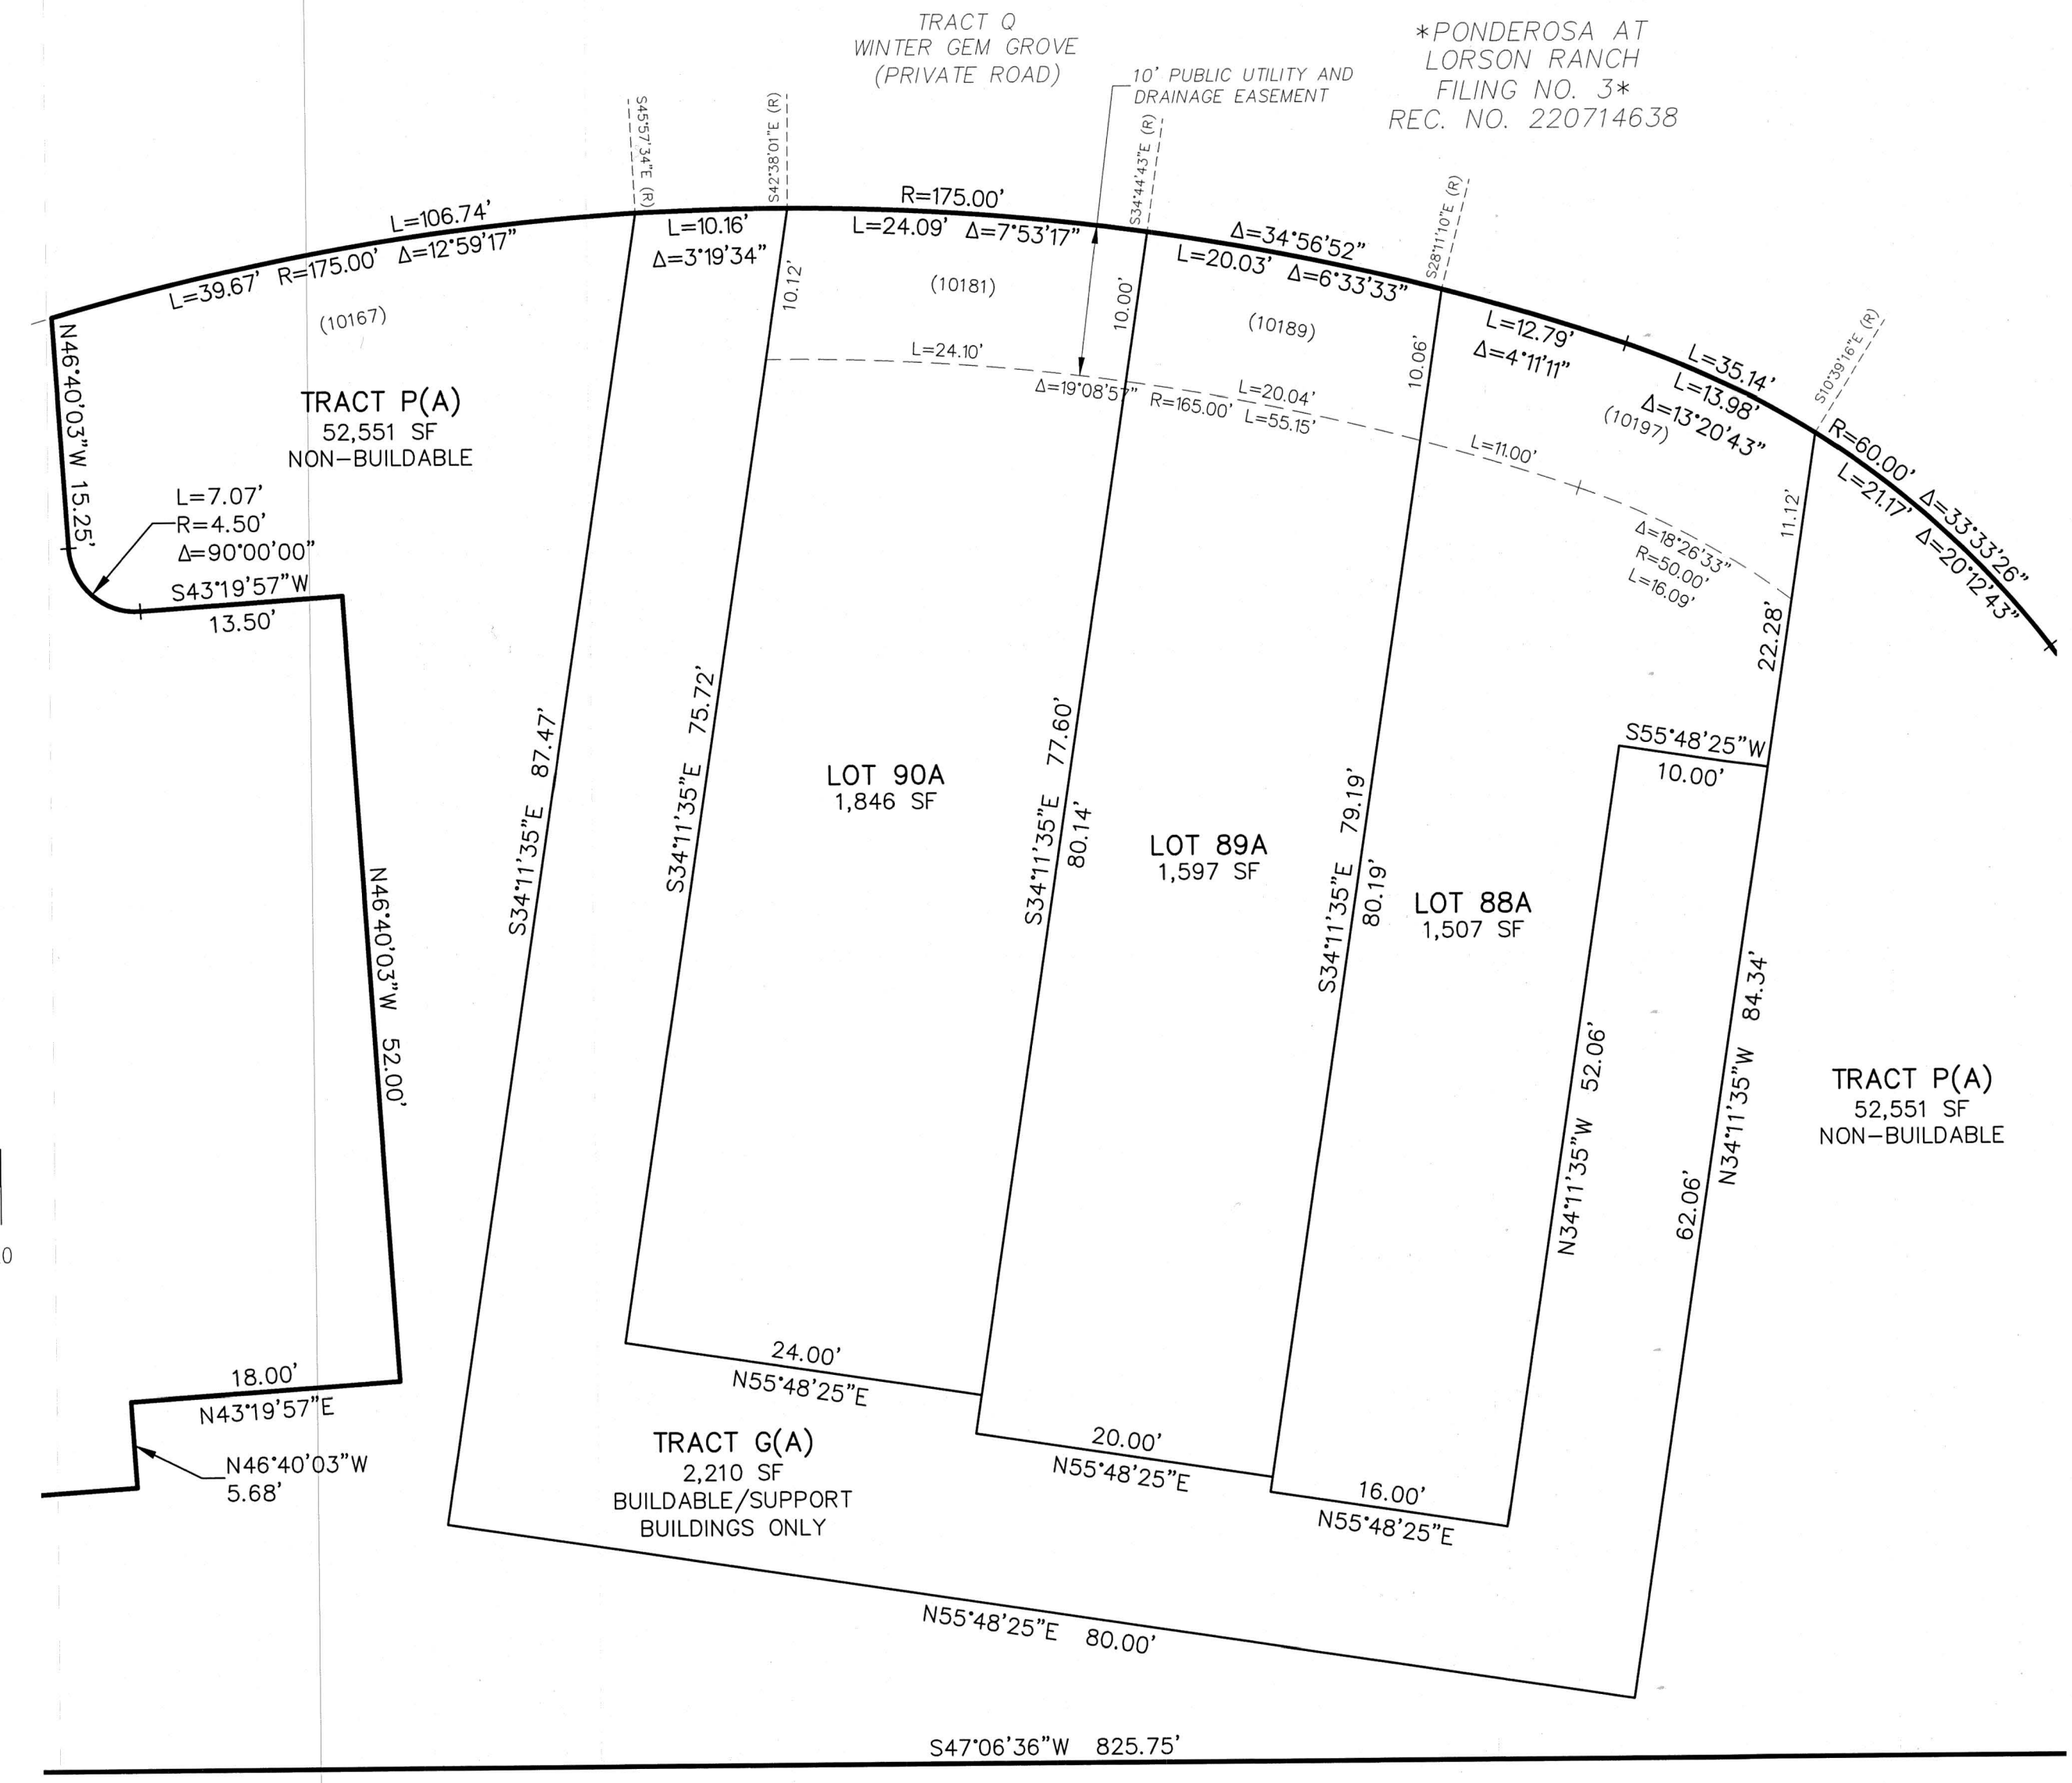 TRACT Q
WINTER GEM GROVE
(PRIVATE ROAD)
*PONDEROSA AT
LORSON RANCH
FILING NO. 3*
REC. NO. 220714638
10' PUBLIC UTILITY AND
DRAINAGE EASEMENT
S45°57'34"E (R)
S42°38'01"E (R)
S34°44'43"E (R)
S28°11'10"E (R)
S10°39'16"E (R)
L=106.74'
R=175.00'
Δ=34°56'52"
L=39.67' R=175.00' Δ=12°59'17"
L=10.16'
Δ=3°19'34"
L=24.09' Δ=7°53'17"
L=20.03' Δ=6°33'33"
L=12.79'
Δ=4°11'11"
L=35.14'
L=13.98'
Δ=13°20'43"
R=60.00' Δ=33°33'26"
L=21.17' Δ=20°12'43"
(10167)
(10181)
(10189)
(10197)
10.12'
10.00'
10.06'
11.12'
L=24.10'
Δ=19°08'57" R=165.00' L=55.15'
L=20.04'
L=11.00'
Δ=18°26'33"
R=50.00'
L=16.09'
N46°40'03"W 15.25'
TRACT P(A)
52,551 SF
NON-BUILDABLE
L=7.07'
R=4.50'
Δ=90°00'00"
S43°19'57"W
13.50'
N46°40'03"W 52.00'
18.00'
N43°19'57"E
N46°40'03"W
5.68'
0
S34°11'35"E 87.47'
S34°11'35"E 75.72'
LOT 90A
1,846 SF
S34°11'35"E 77.60'
80.14'
LOT 89A
1,597 SF
S34°11'35"E 79.19'
80.19'
LOT 88A
1,507 SF
22.28'
S55°48'25"W
10.00'
N34°11'35"W 52.06'
N34°11'35"W 84.34'
62.06'
TRACT P(A)
52,551 SF
NON-BUILDABLE
24.00'
N55°48'25"E
20.00'
N55°48'25"E
16.00'
N55°48'25"E
TRACT G(A)
2,210 SF
BUILDABLE/SUPPORT
BUILDINGS ONLY
N55°48'25"E 80.00'
S47°06'36"W 825.75'